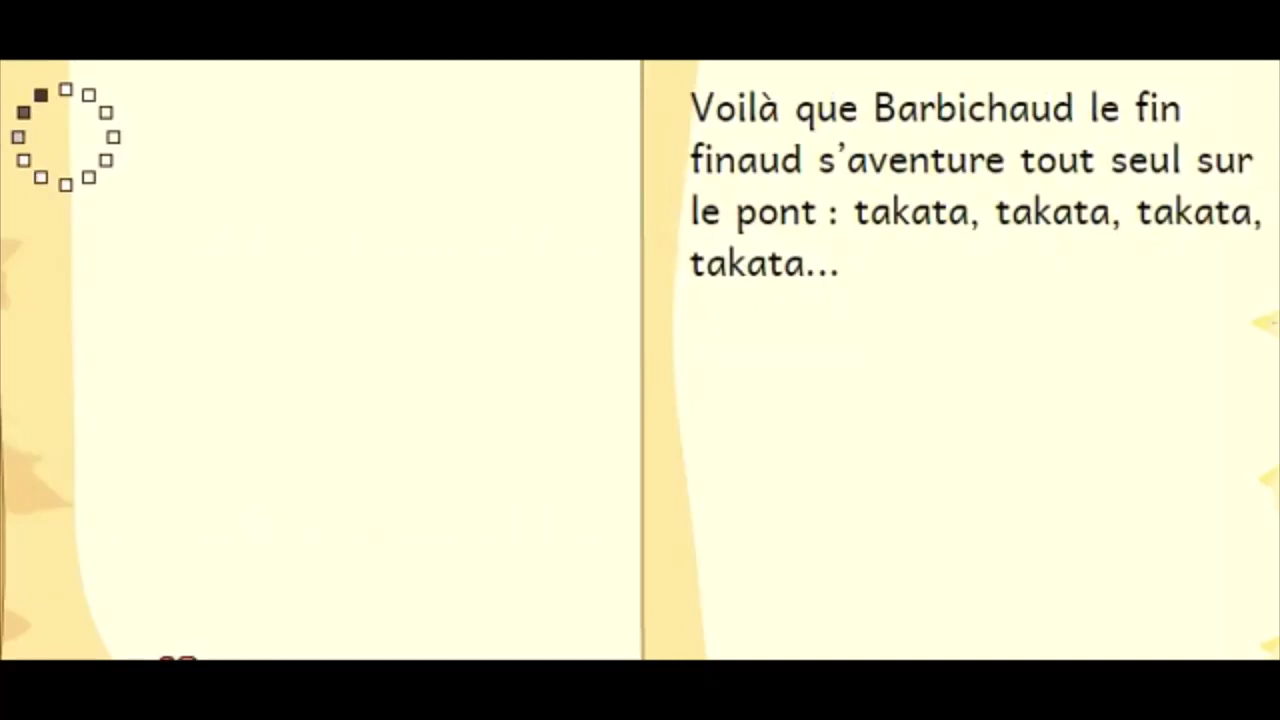 Voilà que Barbichaud le fin
finaud s’aventure tout seul sur
le pont : takata, takata, takata,
takata...